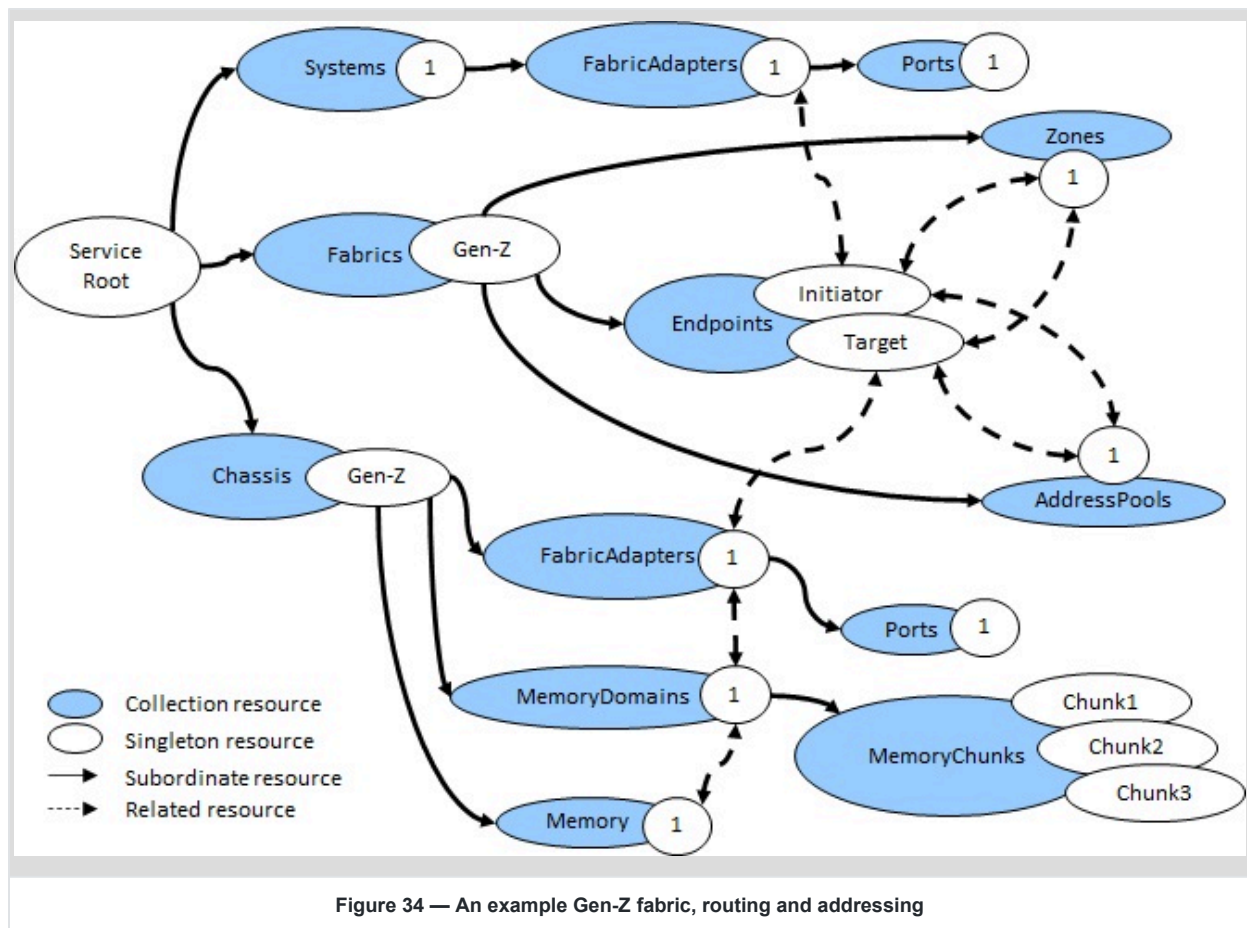 Systems
1
FabricAdapters
1
Ports
1
Zones
1
Service
Root
Fabrics
Gen-Z
Endpoints
Initiator
Target
1
AddressPools
Chassis
Gen-Z
FabricAdapters
1
Ports
1
MemoryDomains
1
MemoryChunks
Chunk1
Chunk2
Chunk3
Memory
1
Collection resource
Singleton resource
Subordinate resource
Related resource
Figure 34 — An example Gen-Z fabric, routing and addressing